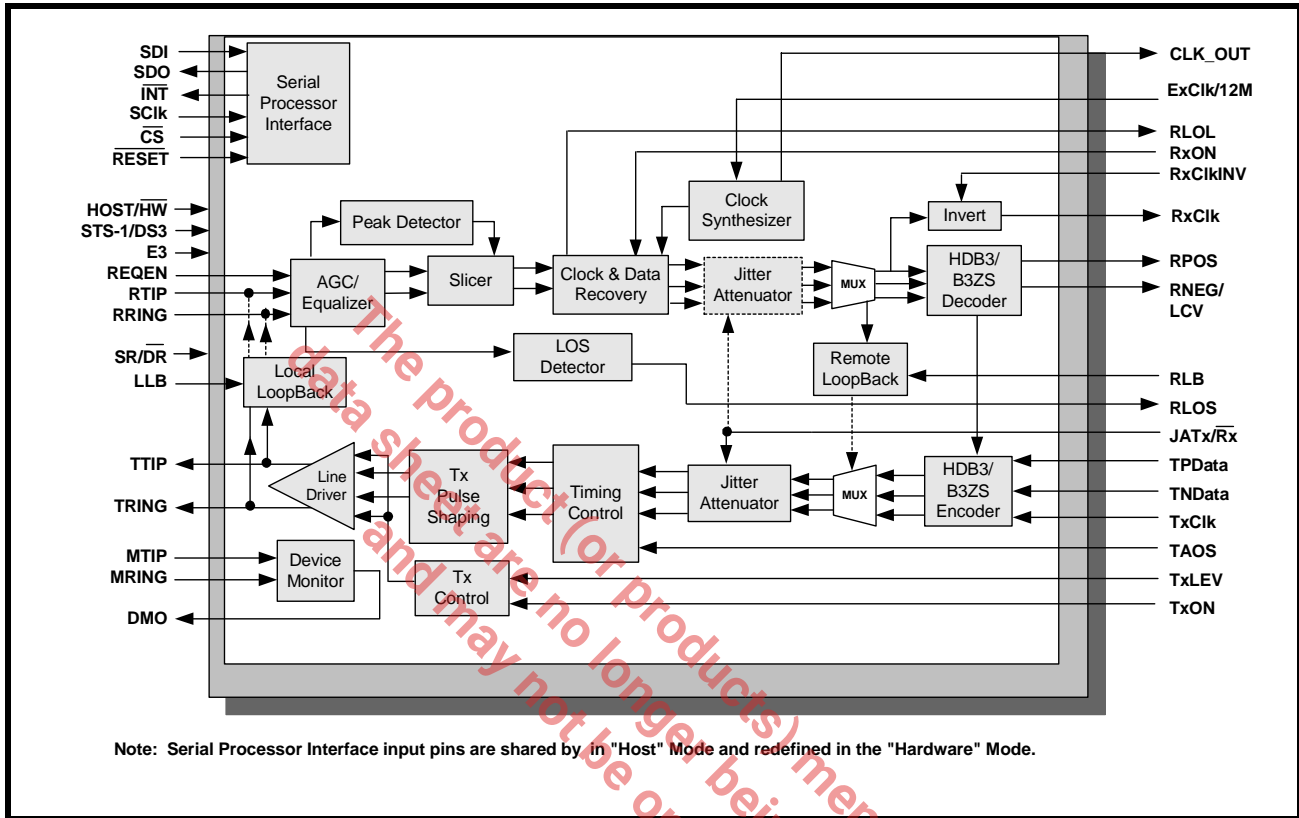 SDI
SDO
INT
SClk
CS
RESET
HOST/HW
STS-1/DS3
E3
REQEN
RTIP
RRING
SR/DR
LLB
TTIP
TRING
MTIP
MRING
DMO
Serial
Processor
Interface
Peak Detector
AGC/
Equalizer
Slicer
Clock & Data
Recovery
Clock
Synthesizer
Jitter
Attenuator
MUX
Invert
HDB3/
B3ZS
Decoder
LOS
Detector
Remote
LoopBack
Local
LoopBack
Line
Driver
Tx
Pulse
Shaping
Timing
Control
Jitter
Attenuator
MUX
HDB3/
B3ZS
Encoder
Device
Monitor
Tx
Control
CLK_OUT
ExClk/12M
RLOL
RxON
RxClkINV
RxClk
RPOS
RNEG/
LCV
RLB
RLOS
JATx/Rx
TPData
TNData
TxClk
TAOS
TxLEV
TxON
The product (or products) men
data sheet are no longer bein
and may not be or
Note: Serial Processor Interface input pins are shared by in "Host" Mode and redefined in the "Hardware" Mode.